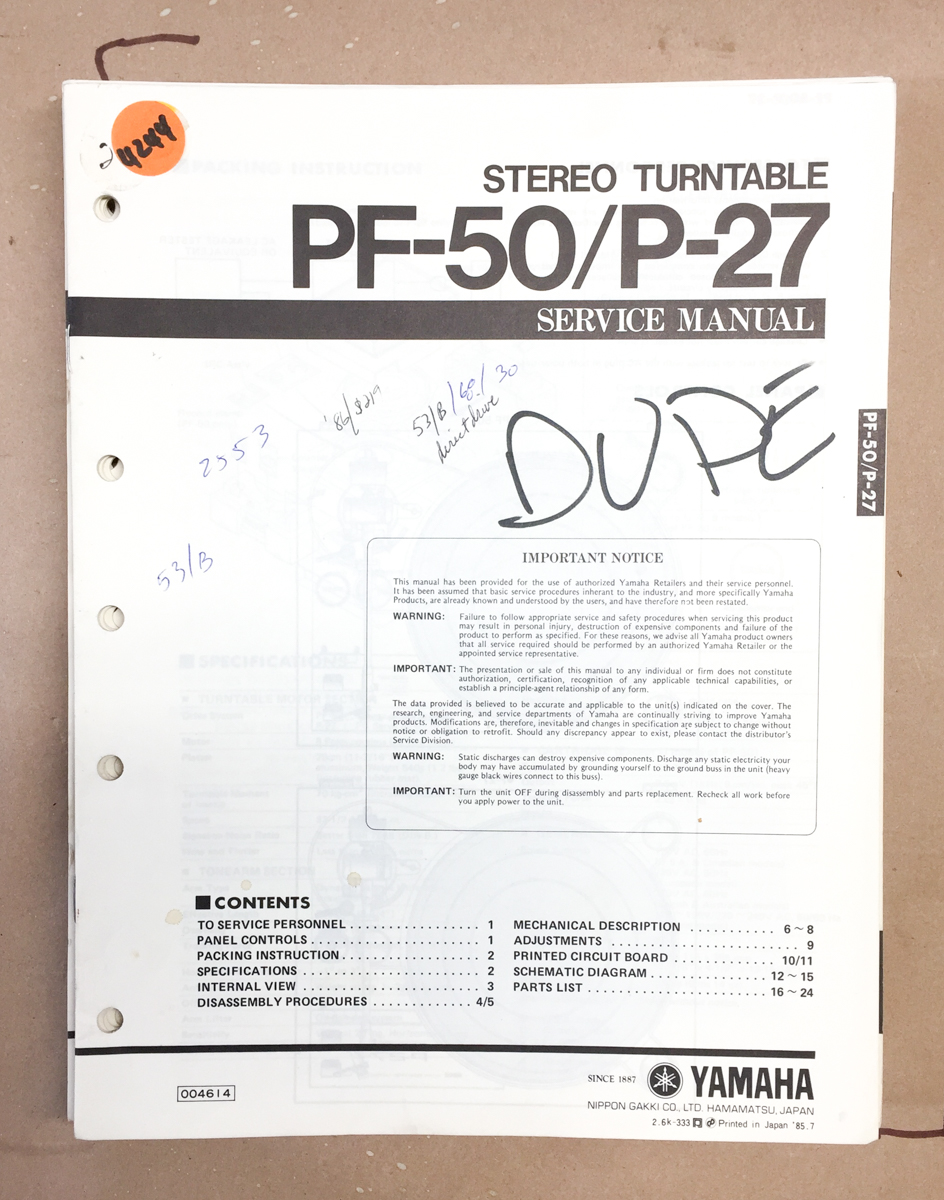 4244
STEREO TURNTABLE
PF-50/P-27
SERVICE MANUAL
53/B/60/30
direct drive
2553
DUPE
PF-50/P-27
53/B
IMPORTANT NOTICE
This manual has been provided for the use of authorized Yamaha Retailers and their service personnel.
It has been assumed that basic service procedures inherant to the industry, and more specifically Yamaha
Products, are already known and understood by the users, and have therefore not been restated.
WARNING: Failure to follow appropriate service and safety procedures when servicing this product
may result in personal injury, destruction of expensive components and failure of the
product to perform as specified. For these reasons, we advise all Yamaha product owners
that all service required should be performed by an authorized Yamaha Retailer or the
appointed service representative.
IMPORTANT: The presentation or sale of this manual to any individual or firm does not constitute
authorization, certification, recognition of any applicable technical capabilities, or
establish a principle-agent relationship of any form.
The data provided is believed to be accurate and applicable to the unit(s) indicated on the cover. The
research, engineering, and service departments of Yamaha are continually striving to improve Yamaha
products. Modifications are, therefore, inevitable and changes in specification are subject to change without
notice or obligation to retrofit. Should any discrepancy appear to exist, please contact the distributor's
Service Division.
WARNING: Static discharges can destroy expensive components. Discharge any static electricity your
body may have accumulated by grounding yourself to the ground buss in the unit (heavy
gauge black wires connect to this buss).
IMPORTANT: Turn the unit OFF during disassembly and parts replacement. Recheck all work before
you apply power to the unit.
■ CONTENTS
TO SERVICE PERSONNEL . . . . . . . . . . . . . . . . . 1
PANEL CONTROLS . . . . . . . . . . . . . . . . . . . . . . 1
PACKING INSTRUCTION . . . . . . . . . . . . . . . . . . 2
SPECIFICATIONS . . . . . . . . . . . . . . . . . . . . . . . 2
INTERNAL VIEW . . . . . . . . . . . . . . . . . . . . . . . 3
DISASSEMBLY PROCEDURES . . . . . . . . . . . . . 4/5
MECHANICAL DESCRIPTION . . . . . . . . . . . 6~8
ADJUSTMENTS . . . . . . . . . . . . . . . . . . . . . . . . 9
PRINTED CIRCUIT BOARD . . . . . . . . . . . . . 10/11
SCHEMATIC DIAGRAM . . . . . . . . . . . . . . . 12~15
PARTS LIST . . . . . . . . . . . . . . . . . . . . . . . 16~24
004614
SINCE 1887 YAMAHA
NIPPON GAKKI CO., LTD. HAMAMATSU, JAPAN
2.6k-333 Printed in Japan '85.7